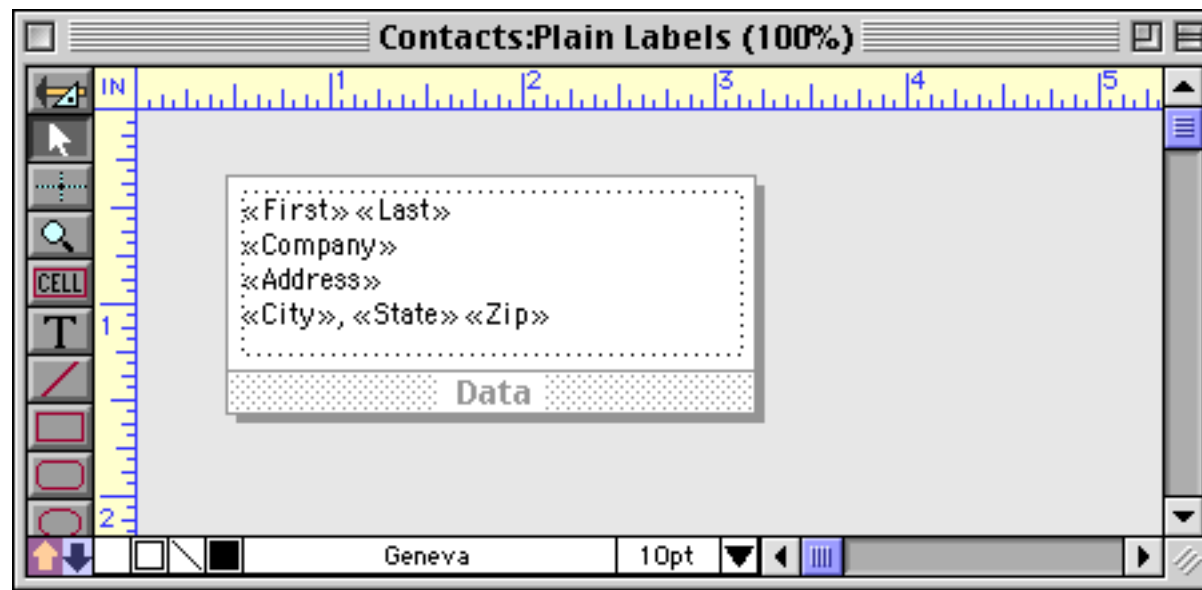 Contacts:Plain Labels (100%)
IN 1 2 3 4 5
«First» «Last»
«Company»
«Address»
«City», «State» «Zip»
CELL
T
1
Data
2
Geneva 10pt